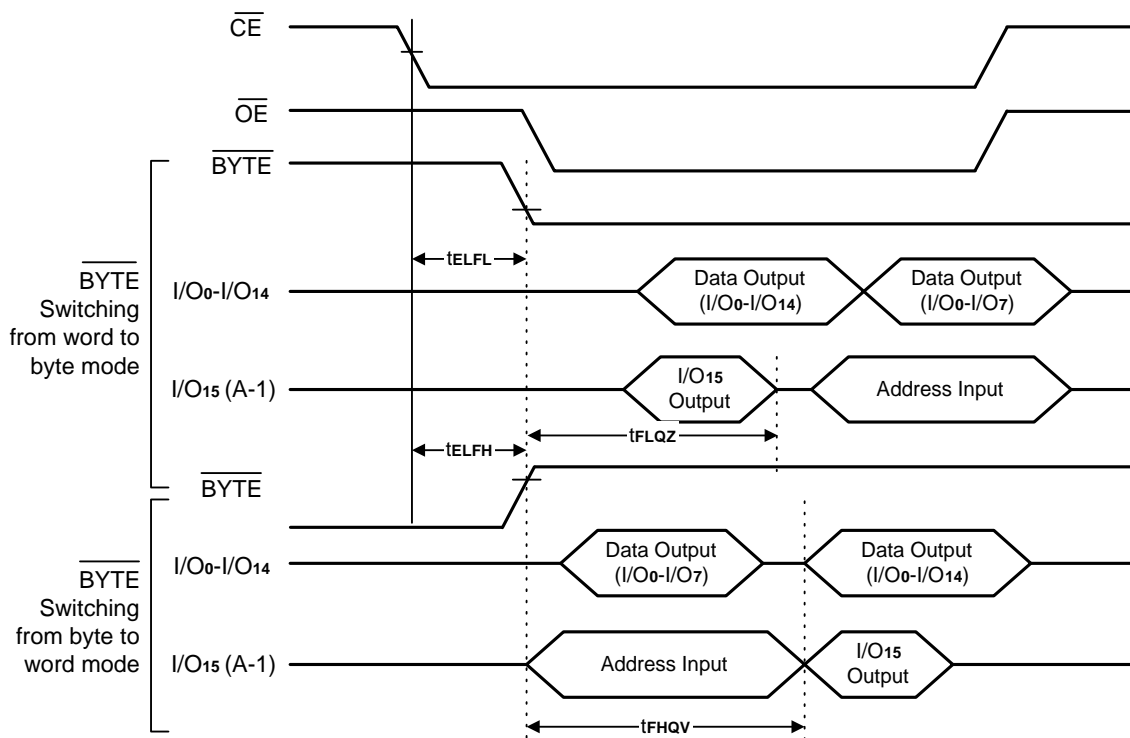 CE
OE
BYTE
tELFL
BYTE
Switching
from word to
byte mode
I/O0-I/O14
Data Output
(I/O0-I/O14)
Data Output
(I/O0-I/O7)
I/O15 (A-1)
I/O15
Output
Address Input
tELFH
tFLQZ
BYTE
BYTE
Switching
from byte to
word mode
I/O0-I/O14
Data Output
(I/O0-I/O7)
Data Output
(I/O0-I/O14)
I/O15 (A-1)
Address Input
I/O15
Output
tFHQV